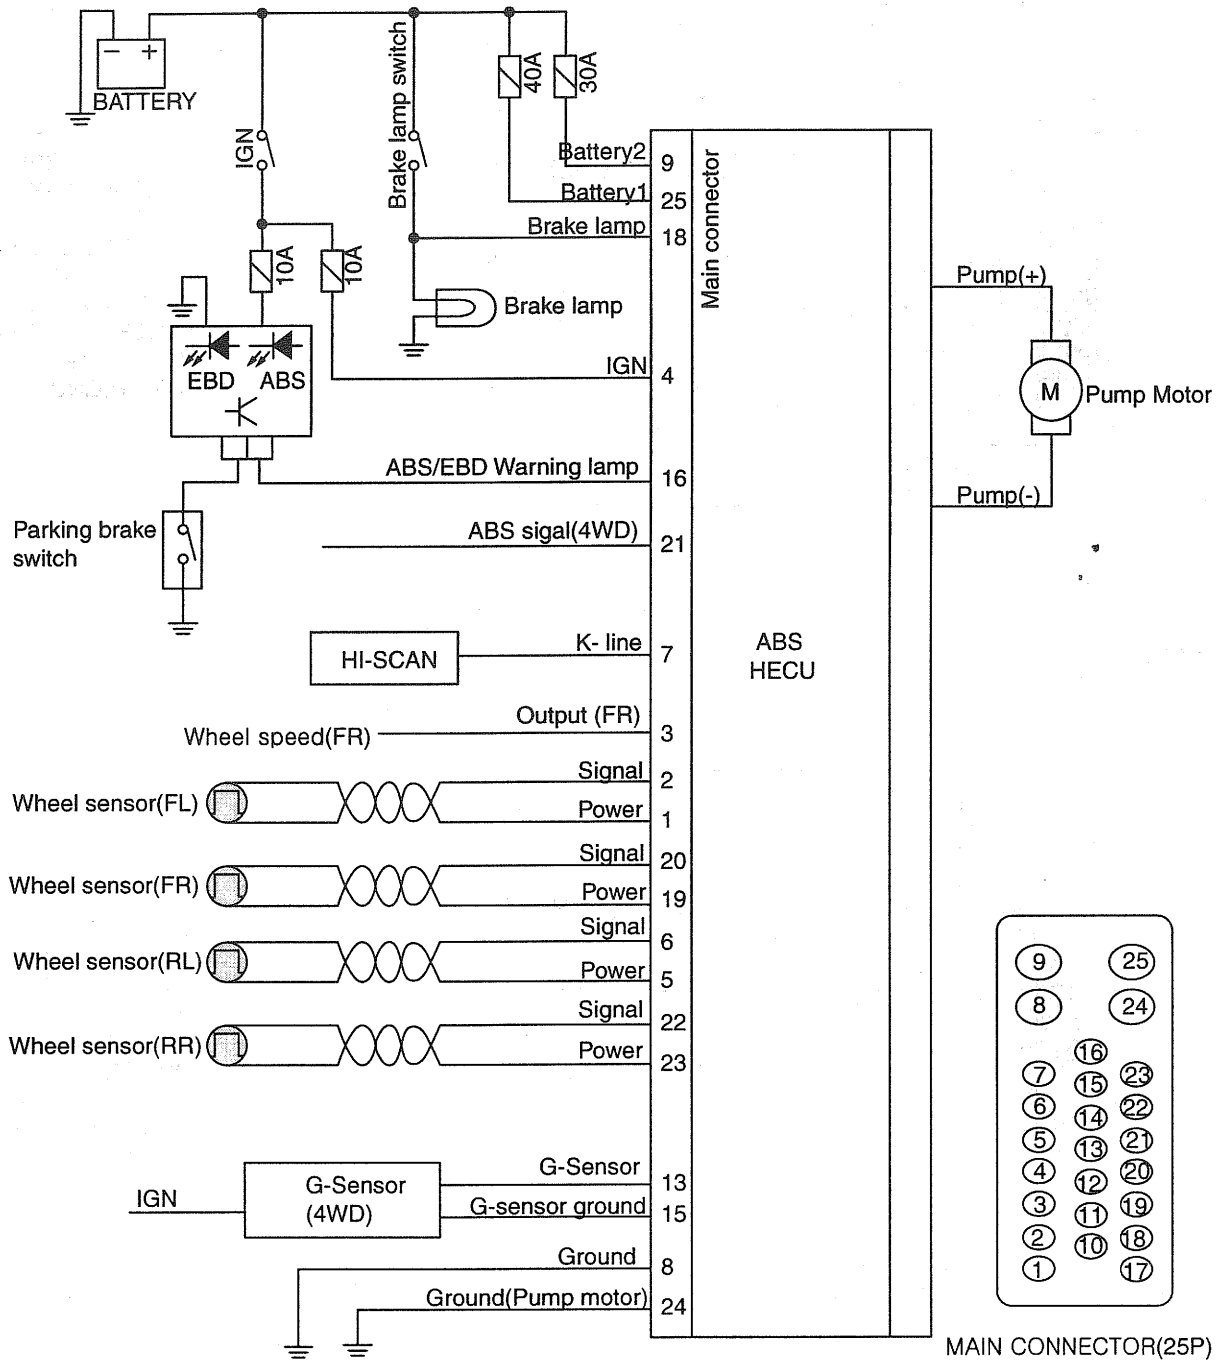 − +
BATTERY
IGN
Brake lamp switch
40A
30A
Battery2
9
Battery1
25
Brake lamp
18
Main connector
10A
10A
Brake lamp
Pump(+)
EBD ABS
IGN
4
M
Pump Motor
ABS/EBD Warning lamp
16
Pump(-)
Parking brake
switch
ABS sigal(4WD)
21
HI-SCAN
K- line
7
ABS
HECU
Output (FR)
3
Wheel speed(FR)
Signal
2
Wheel sensor(FL)
Power
1
Signal
20
Wheel sensor(FR)
Power
19
Signal
6
Wheel sensor(RL)
Power
5
Signal
22
Wheel sensor(RR)
Power
23
G-Sensor
13
IGN
G-Sensor
(4WD)
G-sensor ground
15
Ground
8
Ground(Pump motor)
24
9 25
8 24
16
7 15 23
6 14 22
5 13 21
4 12 20
3 11 19
2 10 18
1 17
MAIN CONNECTOR(25P)